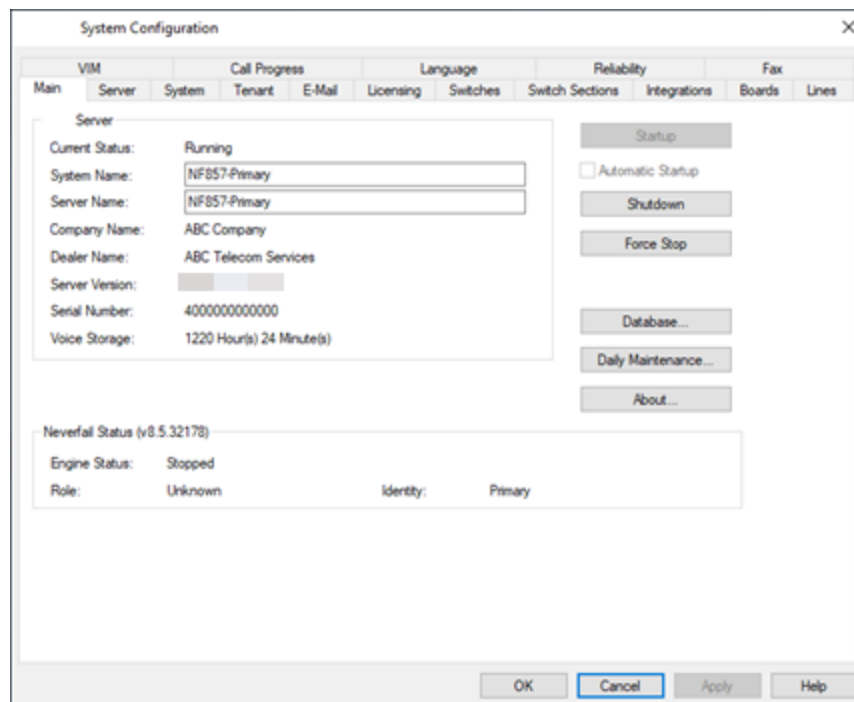 System Configuration
VIM Call Progress Language Reliability Fax
Main Server System Tenant E-Mail Licensing Switches Switch Sections Integrations Boards Lines
Server
Current Status: Running
System Name: NF857-Primary
Server Name: NF857-Primary
Company Name: ABC Company
Dealer Name: ABC Telecom Services
Server Version:
Serial Number: 4000000000000
Voice Storage: 1220 Hour(s) 24 Minute(s)
Startup
Automatic Startup
Shutdown
Force Stop
Database...
Daily Maintenance...
About...
Neverfail Status (v8.5.32178)
Engine Status: Stopped
Role: Unknown Identity: Primary
OK Cancel Apply Help